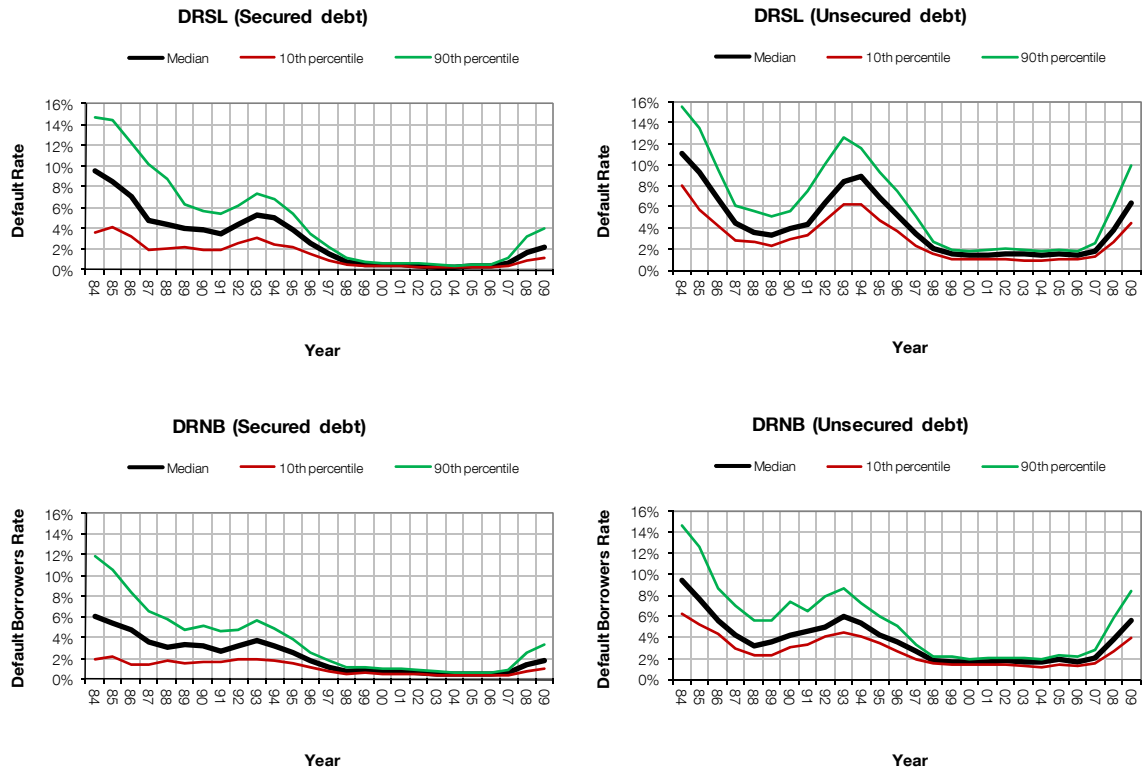 DRSL (Secured debt)
Median 10th percentile 90th percentile
Default Rate
16%
14%
12%
10%
8%
6%
4%
2%
0%
84 85 86 87 88 89 90 91 92 93 94 95 96 97 98 99 00 01 02 03 04 05 06 07 08 09
Year
DRSL (Unsecured debt)
Median 10th percentile 90th percentile
Default Rate
16%
14%
12%
10%
8%
6%
4%
2%
0%
84 85 86 87 88 89 90 91 92 93 94 95 96 97 98 99 00 01 02 03 04 05 06 07 08 09
Year
DRNB (Secured debt)
Median 10th percentile 90th percentile
Default Borrowers Rate
16%
14%
12%
10%
8%
6%
4%
2%
0%
84 85 86 87 88 89 90 91 92 93 94 95 96 97 98 99 00 01 02 03 04 05 06 07 08 09
Year
DRNB (Unsecured debt)
Median 10th percentile 90th percentile
Default Borrowers Rate
16%
14%
12%
10%
8%
6%
4%
2%
0%
84 85 86 87 88 89 90 91 92 93 94 95 96 97 98 99 00 01 02 03 04 05 06 07 08 09
Year